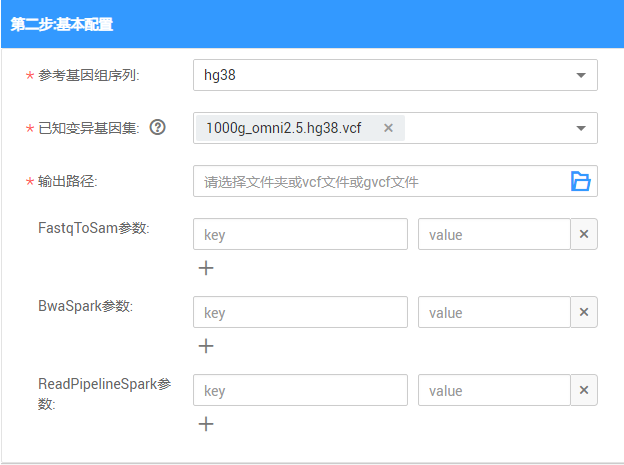 第二步:基本配置
* 参考基因组序列: hg38
* 已知变异基因集: ? 1000g_omni2.5.hg38.vcf ×
* 输出路径: 请选择文件夹或vcf文件或gvcf文件
FastqToSam参数: key value ×
+
BwaSpark参数: key value ×
+
ReadPipelineSpark参 key value ×
数:
+